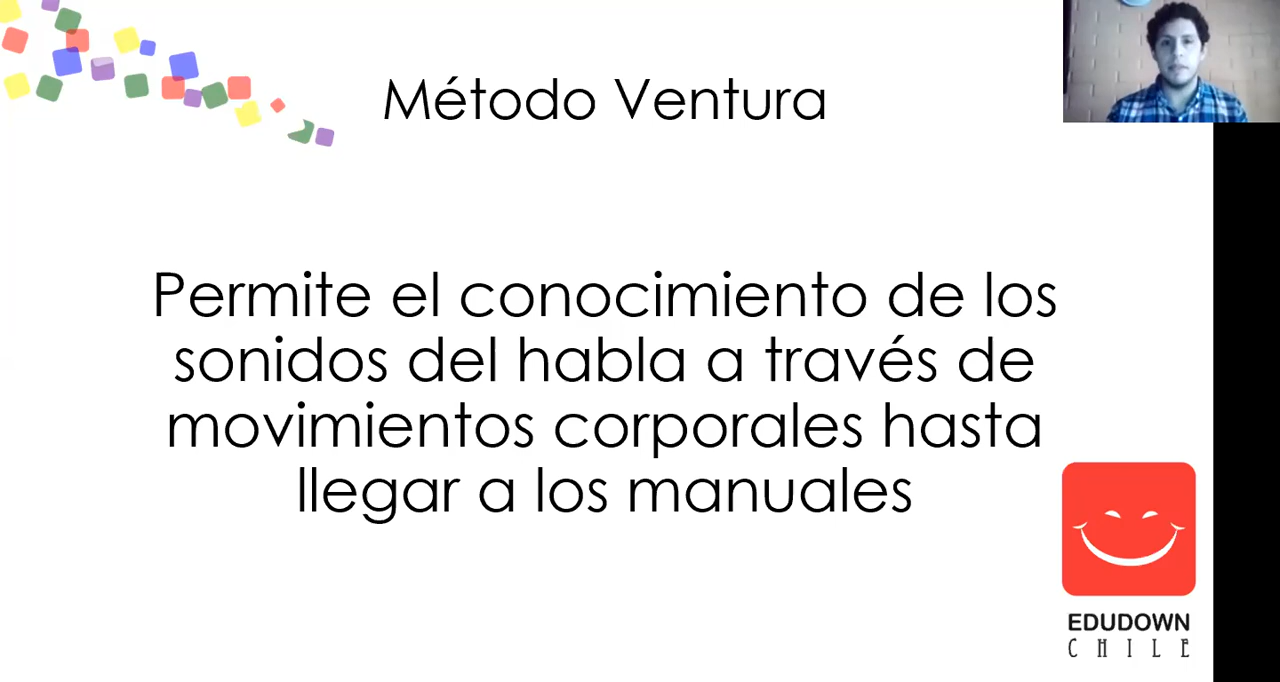 Método Ventura
Permite el conocimiento de los
sonidos del habla a través de
movimientos corporales hasta
llegar a los manuales
EDUDOWN
CHILE